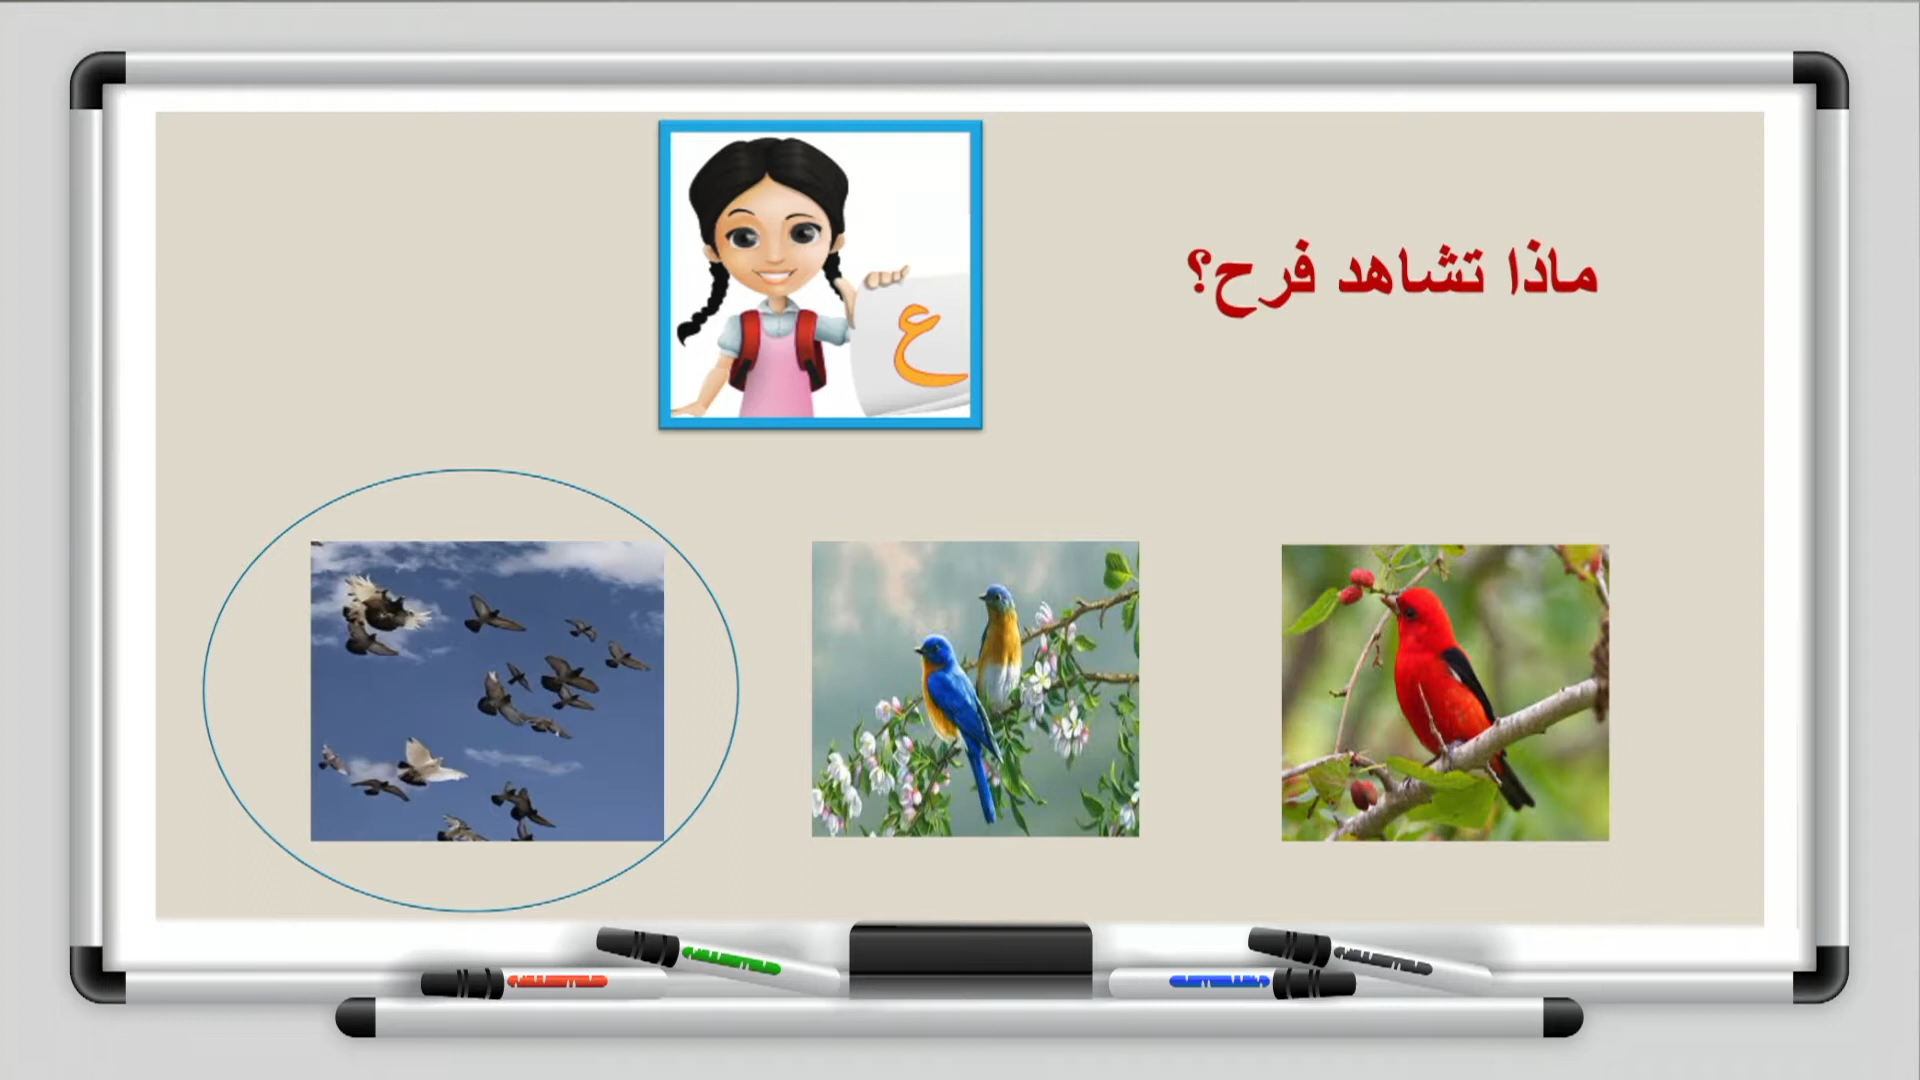 ماذا تشاهد فرح؟
ع